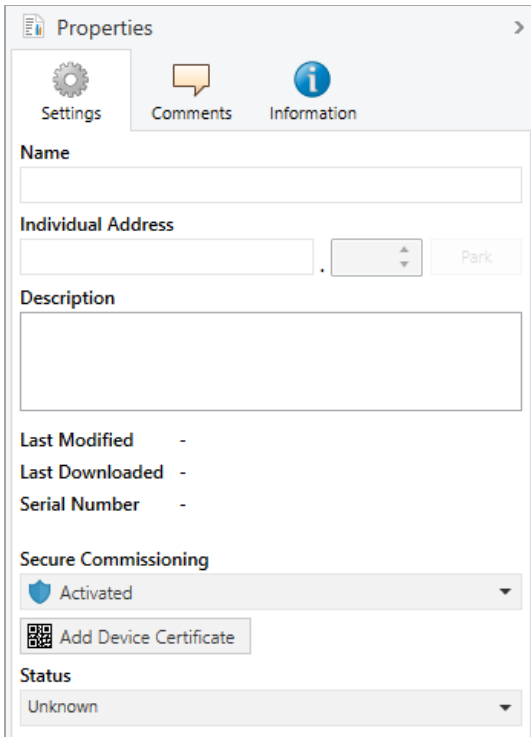 Properties
Settings Comments Information
Name
Individual Address
. Park
Description
Last Modified -
Last Downloaded -
Serial Number -
Secure Commissioning
Activated
Add Device Certificate
Status
Unknown